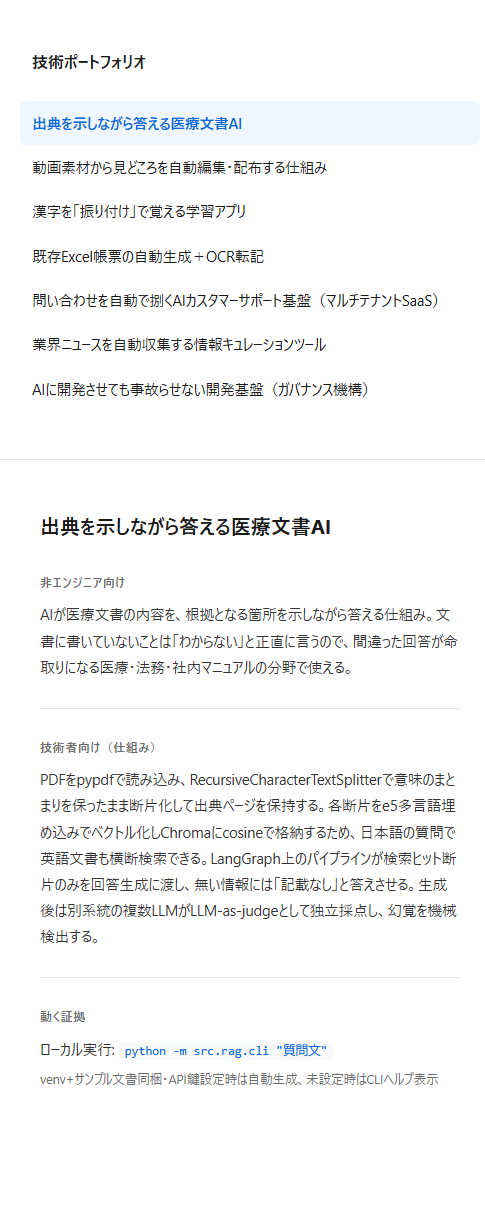 技術ポートフォリオ
出典を示しながら答える医療文書AI
動画素材から見どころを自動編集・配布する仕組み
漢字を「振り付け」で覚える学習アプリ
既存Excel帳票の自動生成＋OCR転記
問い合わせを自動で捌くAIカスタマーサポート基盤（マルチテナントSaaS）
業界ニュースを自動収集する情報キュレーションツール
AIに開発させても事故らせない開発基盤（ガバナンス機構）
出典を示しながら答える医療文書AI
非エンジニア向け
AIが医療文書の内容を、根拠となる箇所を示しながら答える仕組み。文
書に書いていないことは「わからない」と正直に言うので、間違った回答が命
取りになる医療・法務・社内マニュアルの分野で使える。
技術者向け（仕組み）
PDFをpypdfで読み込み、RecursiveCharacterTextSplitterで意味のまと
まりを保ったまま断片化して出典ページを保持する。各断片をe5多言語埋
め込みでベクトル化しChromaにcosineで格納するため、日本語の質問で
英語文書も横断検索できる。LangGraph上のパイプラインが検索ヒット断
片のみを回答生成に渡し、無い情報には「記載なし」と答えさせる。生成
後は別系統の複数LLMがLLM-as-judgeとして独立採点し、幻覚を機械
検出する。
動く証拠
ローカル実行: python -m src.rag.cli "質問文"
venv+サンプル文書同梱・API鍵設定時は自動生成、未設定時はCLIヘルプ表示